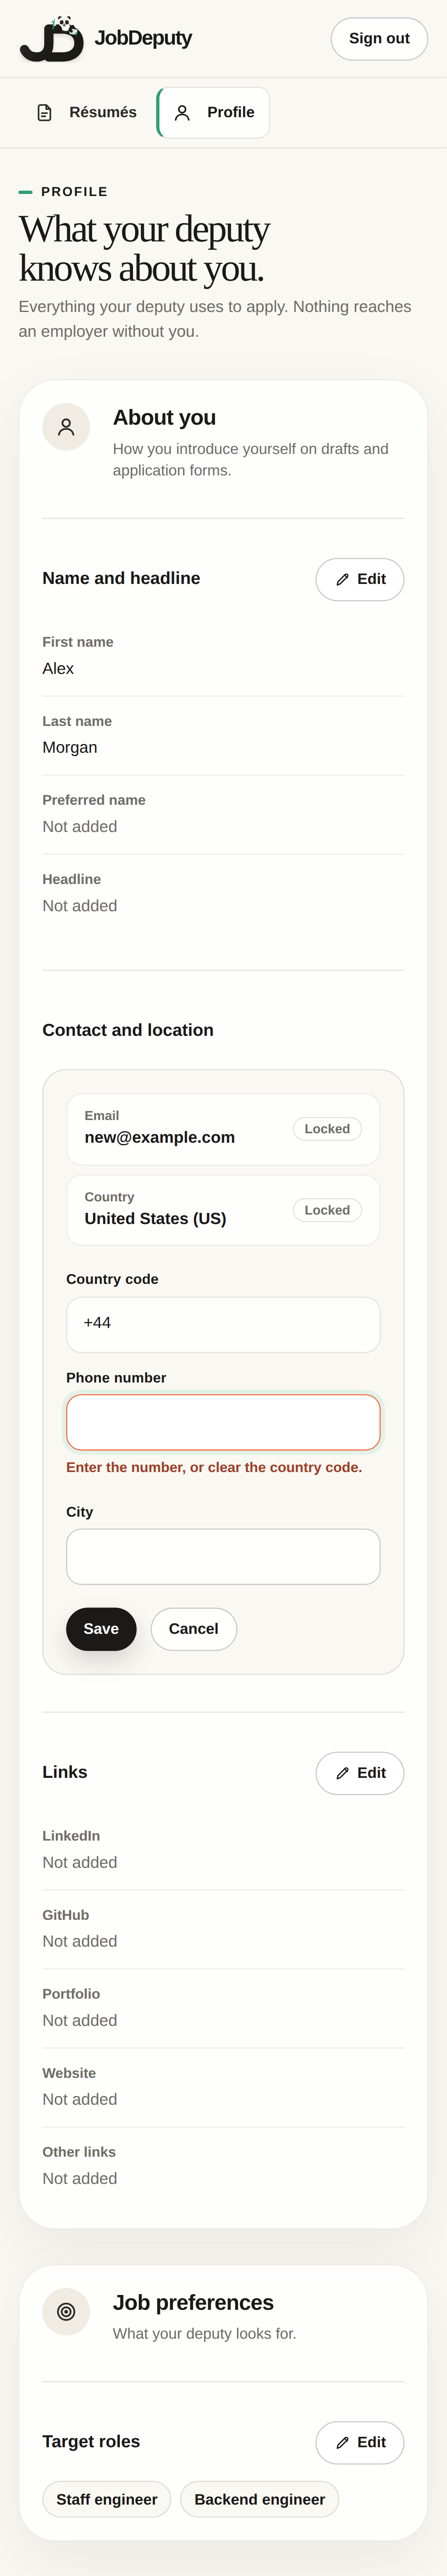 JobDeputy
Sign out
Résumés
Profile
PROFILE
What your deputy
knows about you.
Everything your deputy uses to apply. Nothing reaches
an employer without you.
About you
How you introduce yourself on drafts and
application forms.
Name and headline
Edit
First name
Alex
Last name
Morgan
Preferred name
Not added
Headline
Not added
Contact and location
Email
new@example.com
Locked
Country
United States (US)
Locked
Country code
+44
Phone number
Enter the number, or clear the country code.
City
Save
Cancel
Links
Edit
LinkedIn
Not added
GitHub
Not added
Portfolio
Not added
Website
Not added
Other links
Not added
Job preferences
What your deputy looks for.
Target roles
Edit
Staff engineer
Backend engineer